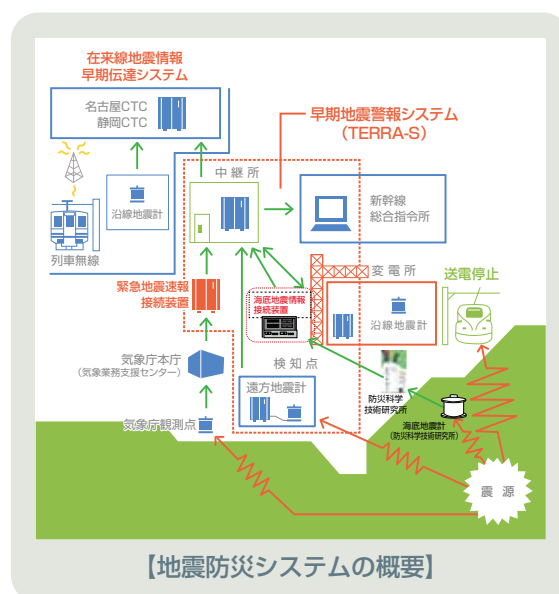 在来線地震情報
早期伝達システム
名古屋CTC
静岡CTC
早期地震警報システム
（TERRA-S）
中継所
沿線地震計
新幹線
総合指令所
列車無線
変電所
送電停止
緊急地震速報
接続装置
海底地震情報
接続装置
沿線地震計
気象庁本庁
（気象業務支援センター）
検知点
遠方地震計
防災科学
技術研究所
気象庁観測点
海底地震計
（防災科学技術研究所）
震源
【地震防災システムの概要】